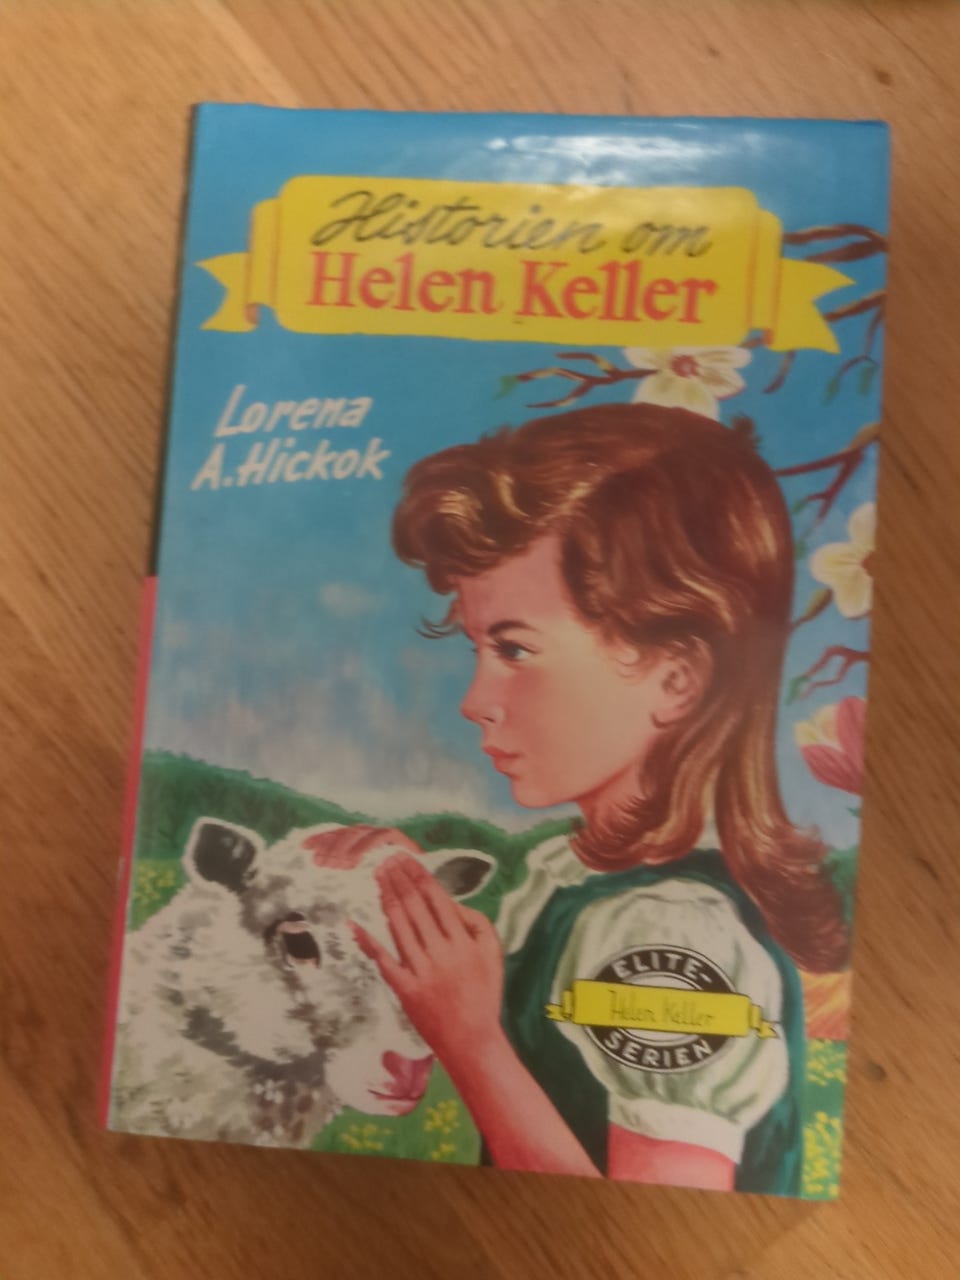 Historien om
Helen Keller
Lorena
A. Hickok
ELITE-
Helen Keller
SERIEN